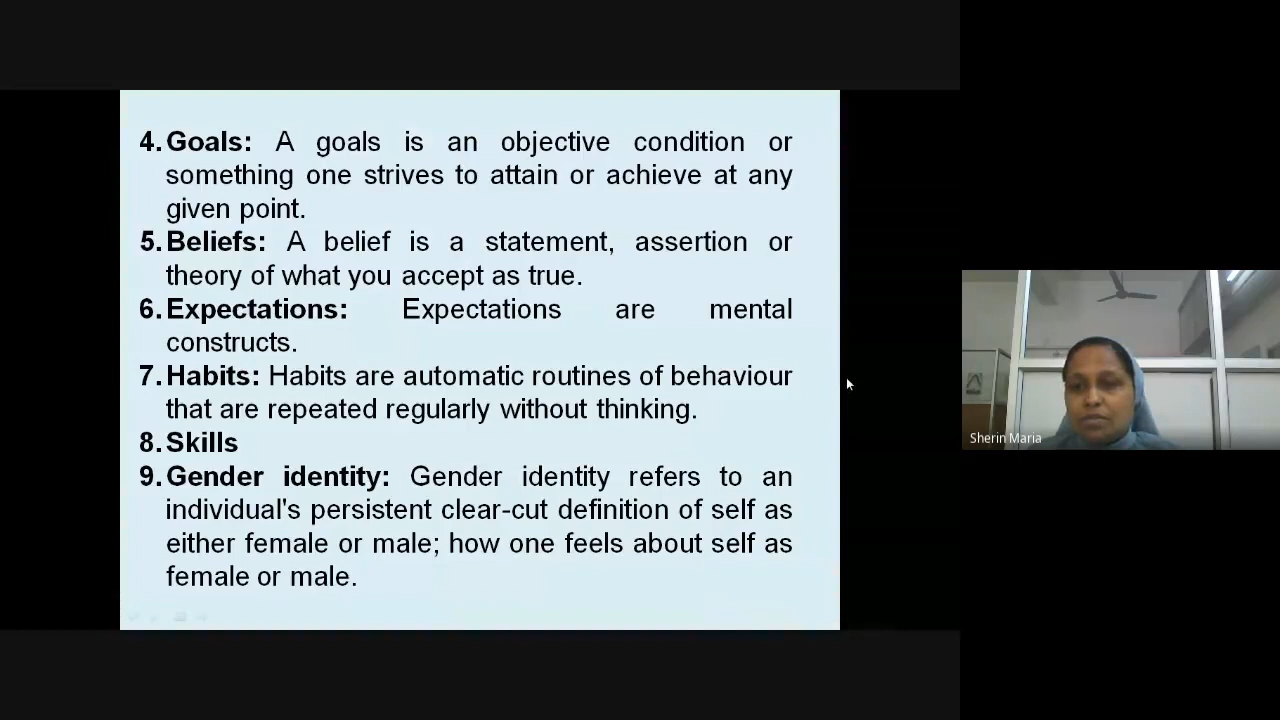 4. Goals: A goals is an objective condition or
something one strives to attain or achieve at any
given point.
5. Beliefs: A belief is a statement, assertion or
theory of what you accept as true.
6. Expectations: Expectations are mental
constructs.
7. Habits: Habits are automatic routines of behaviour
that are repeated regularly without thinking.
8. Skills
9. Gender identity: Gender identity refers to an
individual's persistent clear-cut definition of self as
either female or male; how one feels about self as
female or male.
Sherin Maria